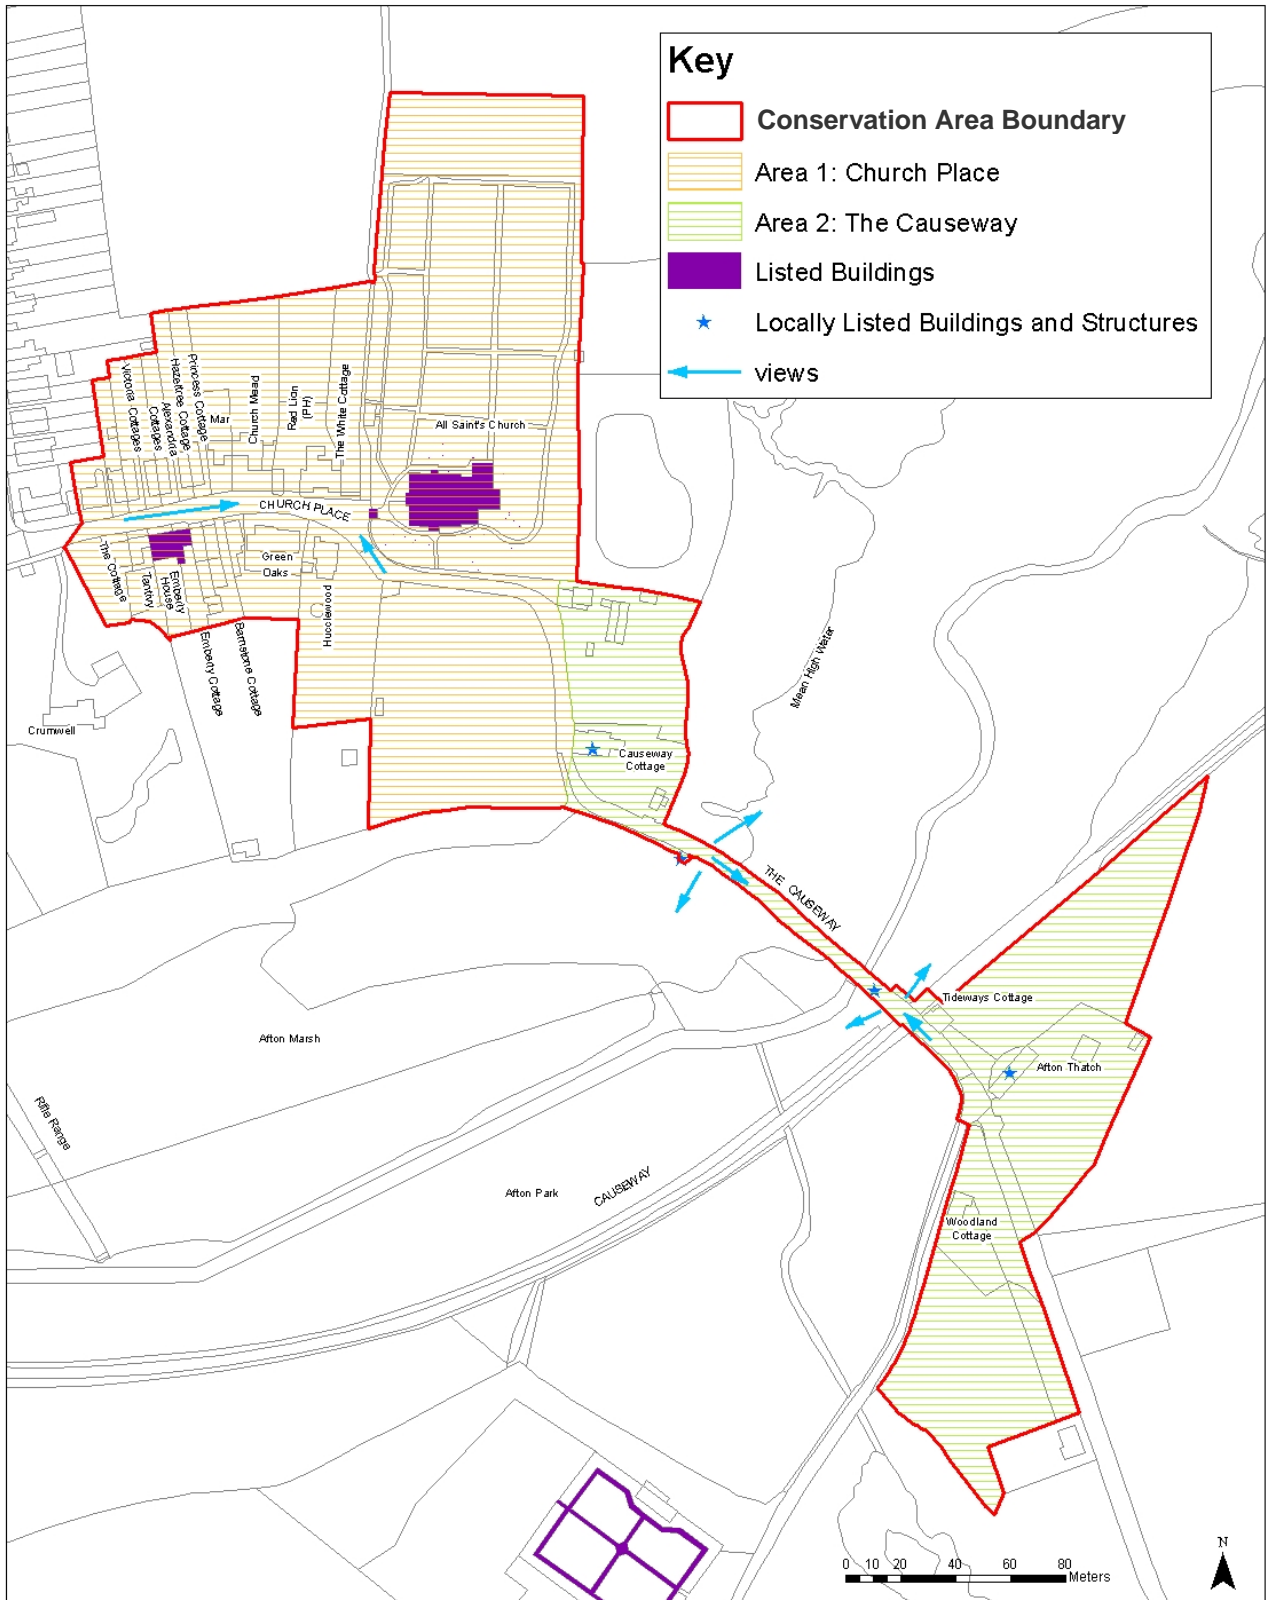 Key
Conservation Area Boundary
Area 1: Church Place
Area 2: The Causeway
Listed Buildings
Locally Listed Buildings and Structures
views
Victoria Cottages
Cottages
Alexandria
Hazeltree Cottage
Princess Cottage
Mar
Church Mead
Red Lion
(PH)
The White Cottage
All Saint's Church
CHURCH PLACE
The Cottage
Tantivy
Emberly
House
Emberly Cottage
Barnstone Cottage
Green
Oaks
Hucclewood
Crumwell
Mean High Water
Causeway
Cottage
THE CAUSEWAY
Tideways Cottage
Afton Thatch
Afton Marsh
Rifle Range
Afton Park
CAUSEWAY
Woodland
Cottage
0 10 20 40 60 80
Meters
N